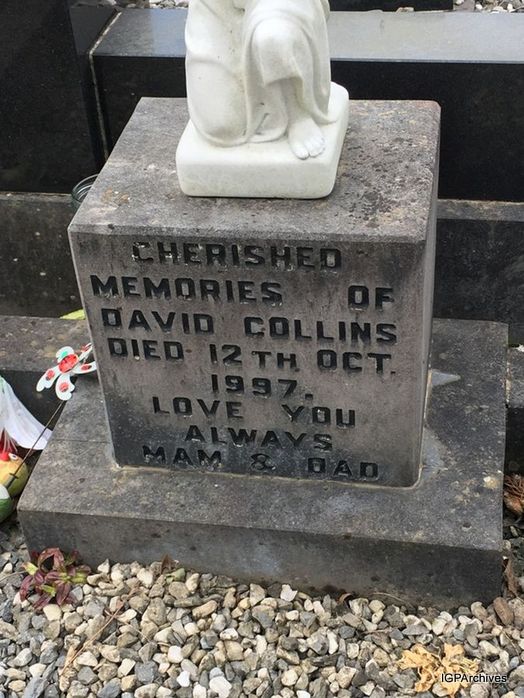 CHERISHED
MEMORIES OF
DAVID COLLINS
DIED 12TH OCT.
1997.
LOVE YOU
ALWAYS
MAM & DAD
IGPArchives